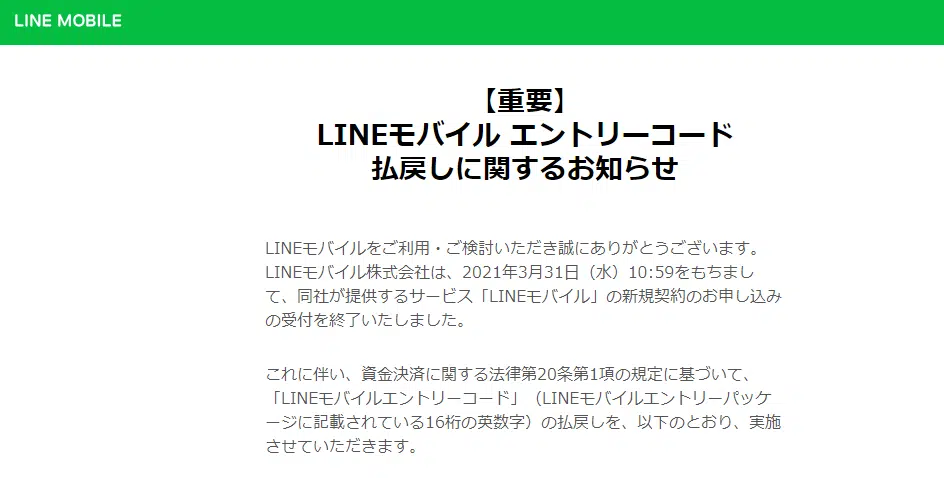 LINE MOBILE
【重要】
LINEモバイル エントリーコード
払戻しに関するお知らせ
LINEモバイルをご利用・ご検討いただき誠にありがとうございます。
LINEモバイル株式会社は、2021年3月31日（水）10:59をもちまし
て、同社が提供するサービス「LINEモバイル」の新規契約のお申し込み
の受付を終了いたしました。
これに伴い、資金決済に関する法律第20条第1項の規定に基づいて、
「LINEモバイルエントリーコード」（LINEモバイルエントリーパッケ
ージに記載されている16桁の英数字）の払戻しを、以下のとおり、実施
させていただきます。